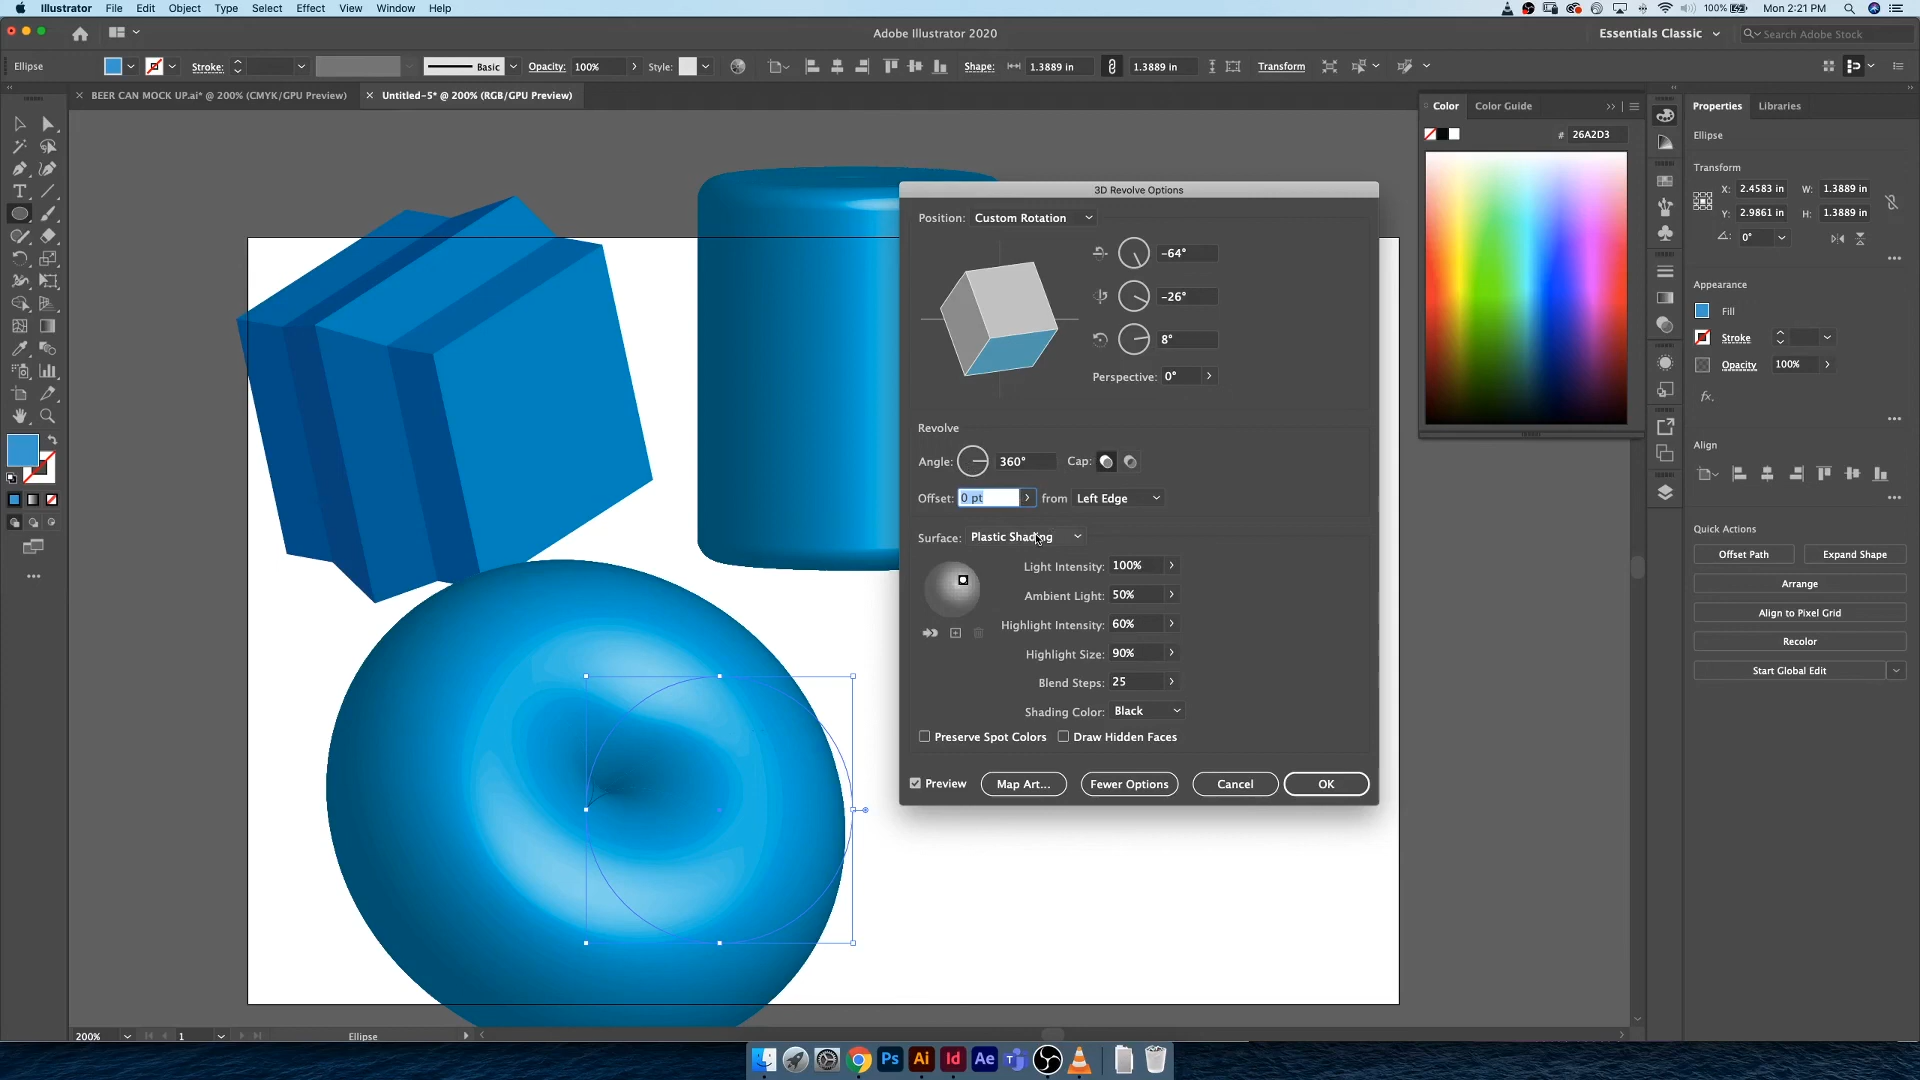 Illustrator File Edit Object Type Select Effect View Window Help 100% Mon 2:21 PM
Adobe Illustrator 2020 Essentials Classic Search Adobe Stock
Ellipse Stroke: Basic Opacity: 100% Style: Shape: 1.3889 in 1.3889 in Transform
BEER CAN MOCK UP.ai* @ 200% (CMYK/GPU Preview) Untitled-5* @ 200% (RGB/GPU Preview)
Color Color Guide
# 26A2D3
Properties Libraries
Ellipse
Transform
X: 2.4583 in W: 1.3889 in
Y: 2.9861 in H: 1.3889 in
0°
Appearance
Fill
Stroke
Opacity 100%
fx.
Align
Quick Actions
Offset Path Expand Shape
Arrange
Align to Pixel Grid
Recolor
Start Global Edit
3D Revolve Options
Position: Custom Rotation
-64°
-26°
8°
Perspective: 0°
Revolve
Angle: 360° Cap:
Offset: 0 pt from Left Edge
Surface: Plastic Shading
Light Intensity: 100%
Ambient Light: 50%
Highlight Intensity: 60%
Highlight Size: 90%
Blend Steps: 25
Shading Color: Black
Preserve Spot Colors Draw Hidden Faces
Preview Map Art... Fewer Options Cancel OK
200% 1 Ellipse
Ps Ai Id Ae T